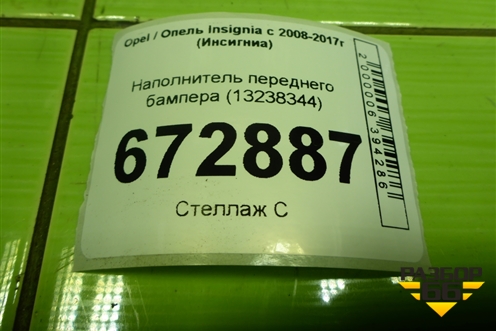 Opel / Опель Insignia с 2008-2017г
(Инсигниа)
Наполнитель переднего
бампера (13238344)
672887
Стеллаж С
2000006394286
РАЗБОР
66